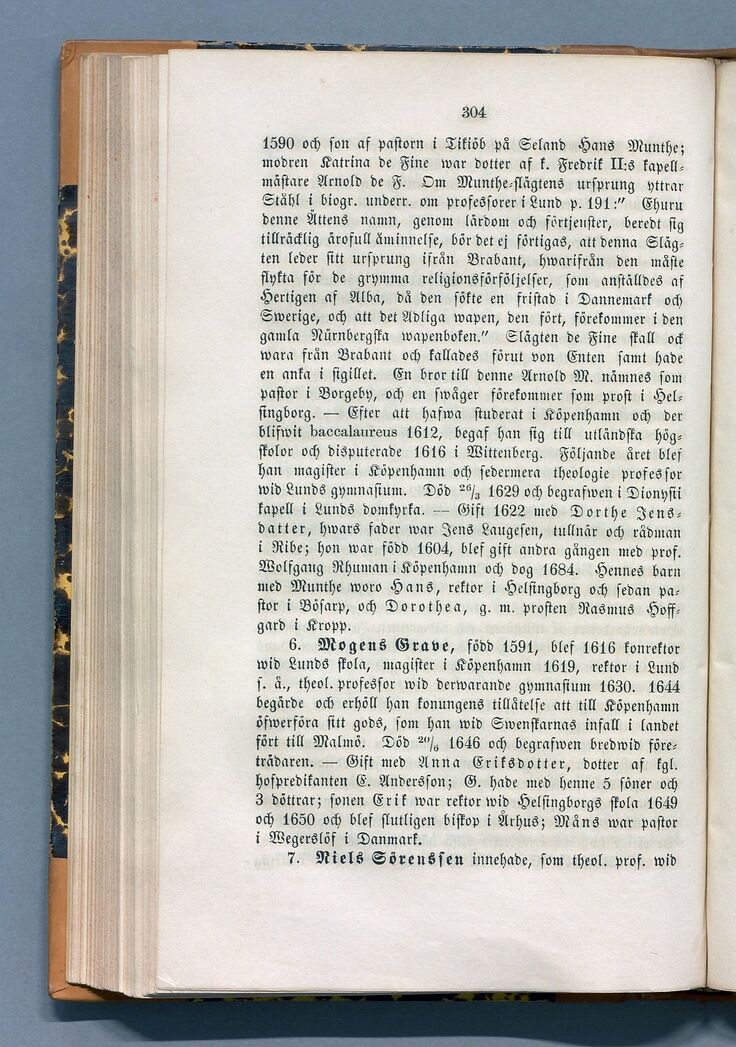 304
1590 och son af pastorn i Tikiöb på Seland Hans Munthe;
modren Katrina de Fine war dotter af k. Fredrik II:s kapell-
mästare Arnold de F. Om Munthe-slägtens ursprung yttrar
Ståhl i biogr. underr. om professorer i Lund p. 191:" Ehuru
denne Ättens namn, genom lärdom och förtjenster, beredt sig
tillräcklig ärofull åminnelse, bör det ej förtigas, att denna Släg-
ten leder sitt ursprung ifrån Brabant, hwarifrån den måste
flykta för de grymma religionsförföljelser, som anställdes af
Hertigen af Alba, då den sökte en fristad i Dannemark och
Swerige, och att det Adliga wapen, den fört, förekommer i den
gamla Nürnbergska wapenboken." Slägten de Fine skall ock
wara från Brabant och kallades förut von Enten samt hade
en anka i sigillet. En bror till denne Arnold M. nämnes som
pastor i Borgeby, och en swåger förekommer som prost i Hel-
singborg. — Efter att hafwa studerat i Köpenhamn och der
blifwit baccalaureus 1612, begaf han sig till utländska hög-
skolor och disputerade 1616 i Wittenberg. Följande året blef
han magister i Köpenhamn och sedermera theologie professor
wid Lunds gymnasium. Död 26/3 1629 och begrafwen i Dionysii
kapell i Lunds domkyrka. — Gift 1622 med Dorthe Jens-
datter, hwars fader war Jens Laugesen, tullnär och rådman
i Ribe; hon war född 1604, blef gift andra gången med prof.
Wolfgang Rhuman i Köpenhamn och dog 1684. Hennes barn
med Munthe woro Hans, rektor i Helsingborg och sedan pa-
stor i Bösarp, och Dorothea, g. m. prosten Rasmus Hoff-
gard i Kropp.
6. Mogens Grave, född 1591, blef 1616 konrektor
wid Lunds skola, magister i Köpenhamn 1619, rektor i Lund
s. å., theol. professor wid derwarande gymnasium 1630. 1644
begärde och erhöll han konungens tillåtelse att till Köpenhamn
öfwerföra sitt gods, som han wid Swenskarnas infall i landet
fört till Malmö. Död 20/6 1646 och begrafwen bredwid före-
trädaren. — Gift med Anna Eriksdotter, dotter af kgl.
hofpredikanten E. Andersson; G. hade med henne 5 söner och
3 döttrar; sonen Erik war rektor wid Helsingborgs skola 1649
och 1650 och blef slutligen biskop i Århus; Måns war pastor
i Wegerslöf i Danmark.
7. Niels Sörenssen innehade, som theol. prof. wid